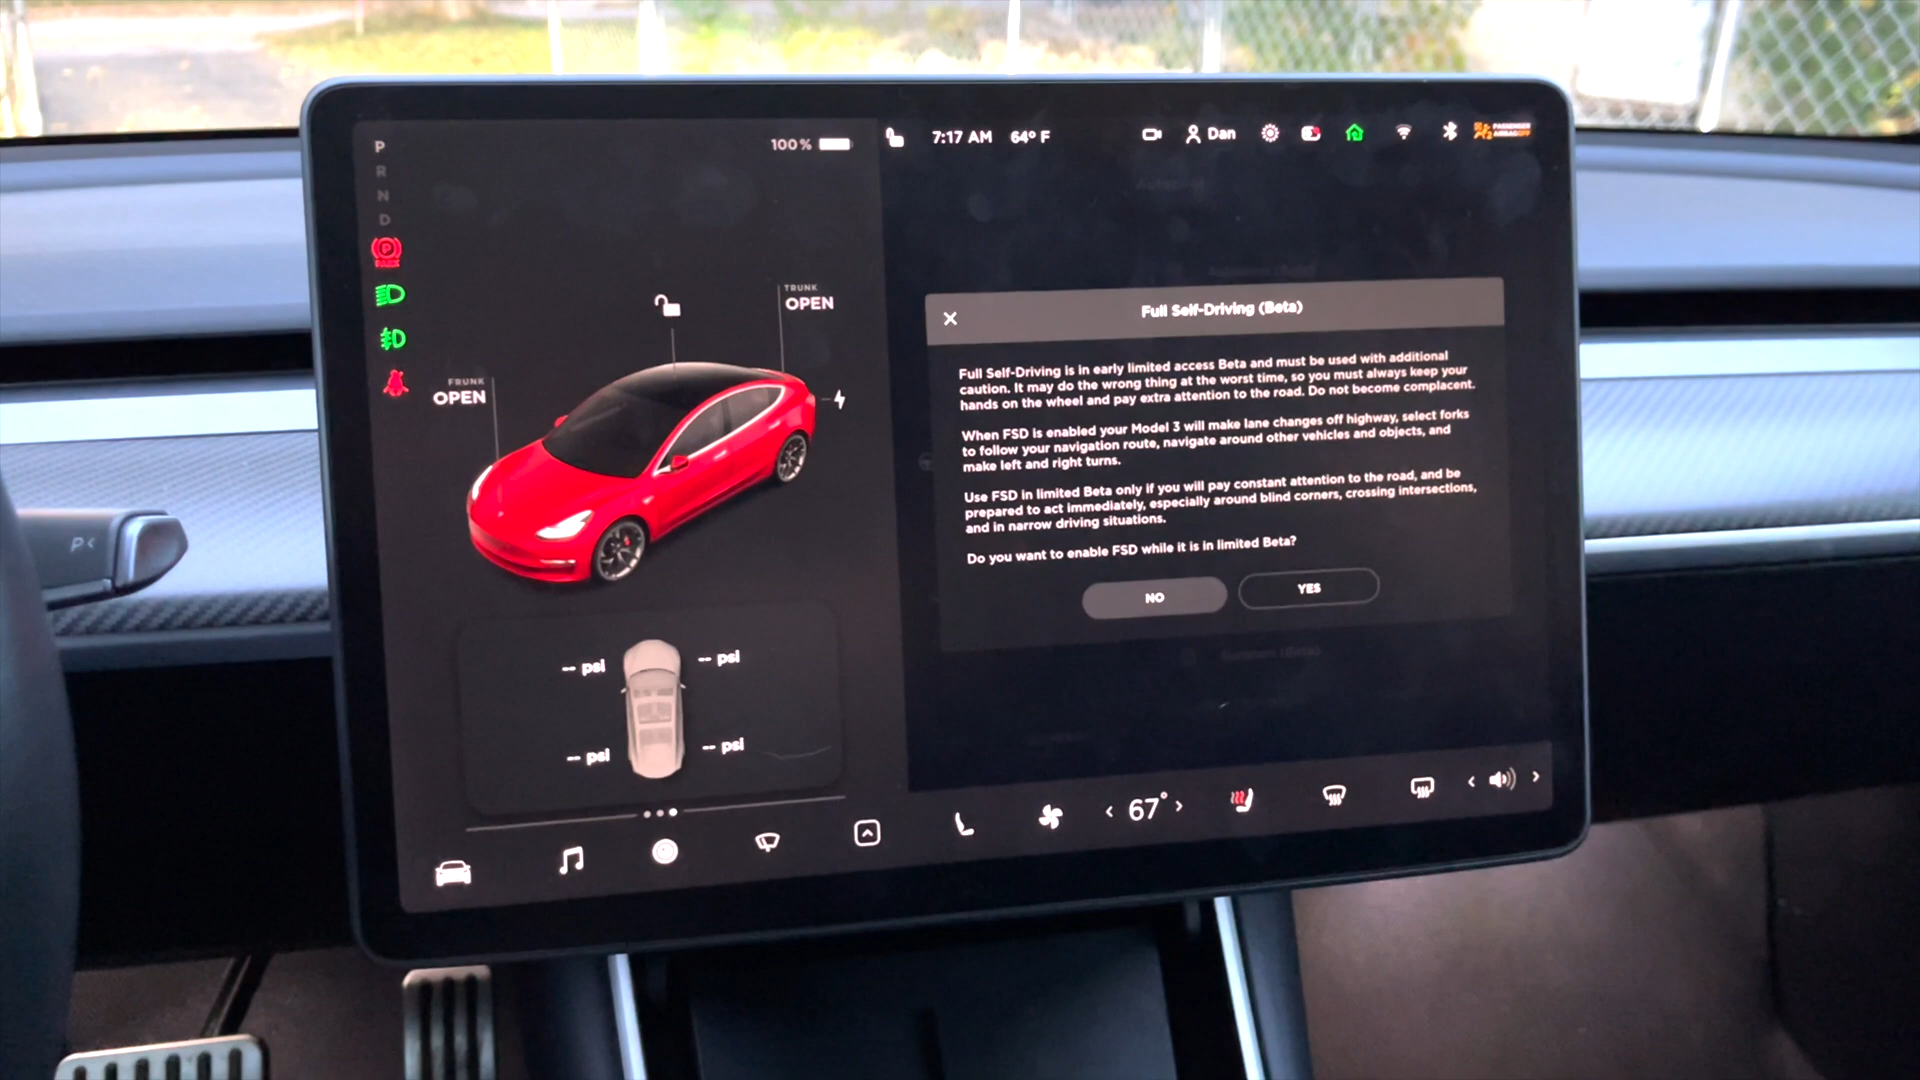 P
R
N
D
PARK
100 %
7:17 AM 64° F
Dan
PASSENGER
AIRBAG OFF
TRUNK
OPEN
FRUNK
OPEN
Full Self-Driving (Beta)
Full Self-Driving is in early limited access Beta and must be used with additional
caution. It may do the wrong thing at the worst time, so you must always keep your
hands on the wheel and pay extra attention to the road. Do not become complacent.
When FSD is enabled your Model 3 will make lane changes off highway, select forks
to follow your navigation route, navigate around other vehicles and objects, and
make left and right turns.
Use FSD in limited Beta only if you will pay constant attention to the road, and be
prepared to act immediately, especially around blind corners, crossing intersections,
and in narrow driving situations.
Do you want to enable FSD while it is in limited Beta?
NO YES
-- psi -- psi
-- psi -- psi
Summon (Beta)
< 67° >
< >
P<